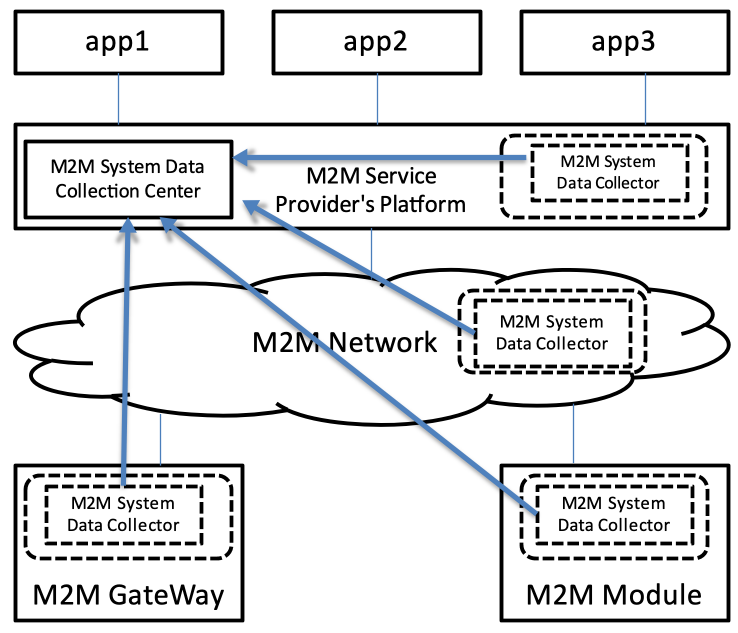 app1
app2
app3
M2M System Data
Collection Center
M2M Service
Provider's Platform
M2M System
Data Collector
M2M Network
M2M System
Data Collector
M2M System
Data Collector
M2M GateWay
M2M System
Data Collector
M2M Module